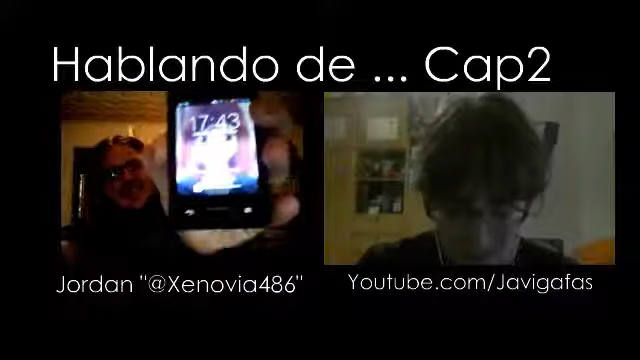 Hablando de ... Cap2
17:43
Jordan "@Xenovia486"
Youtube.com/Javigafas